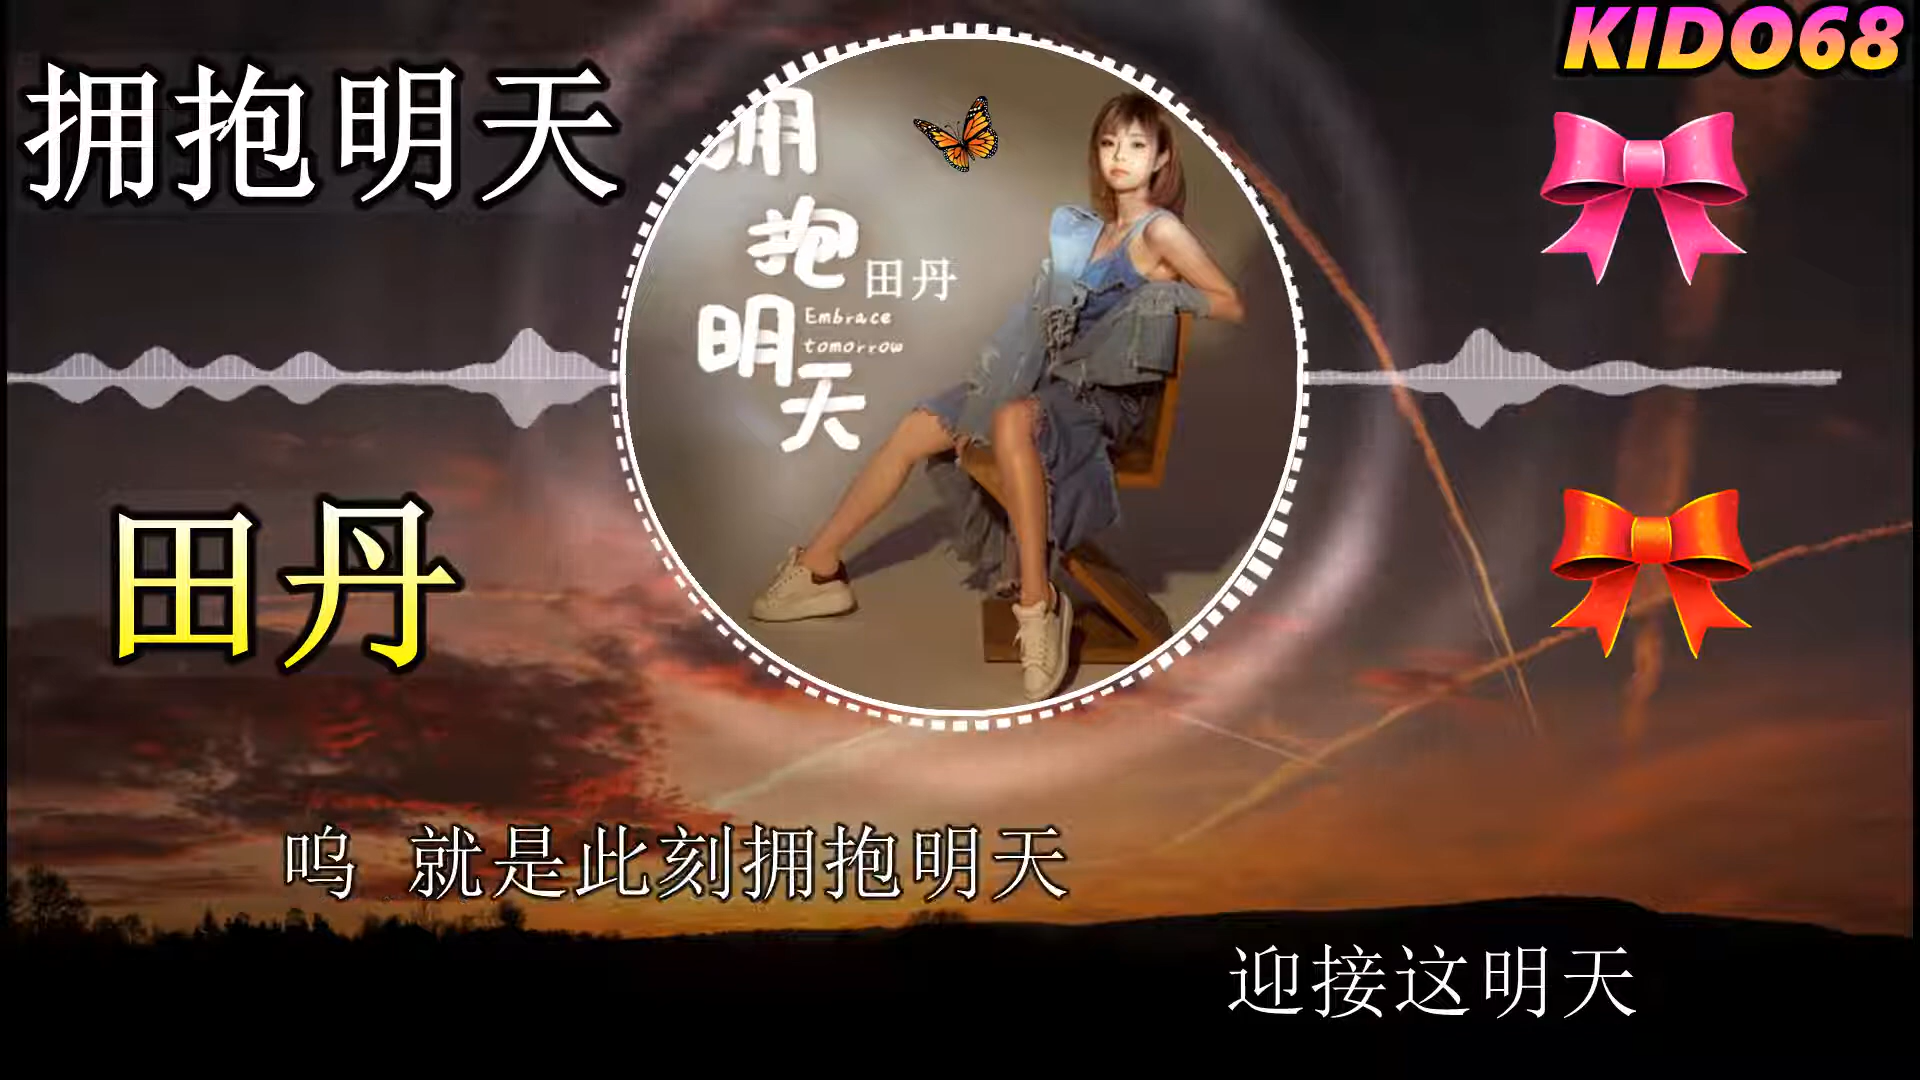 KIDO68
拥抱明天
拥
抱
田丹
明
Embrace
tomorrow
天
田丹
呜 就是此刻拥抱明天
迎接这明天